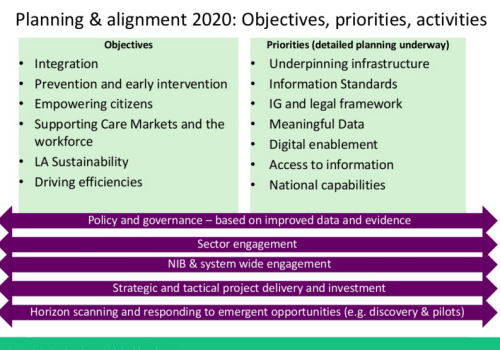 Planning & alignment 2020: Objectives, priorities, activities
Objectives
• Integration
• Prevention and early intervention
• Empowering citizens
• Supporting Care Markets and the
workforce
• LA Sustainability
• Driving efficiencies
Priorities (detailed planning underway)
• Underpinning infrastructure
• Information Standards
• IG and legal framework
• Meaningful Data
• Digital enablement
• Access to information
• National capabilities
Policy and governance – based on improved data and evidence
Sector engagement
NIB & system wide engagement
Strategic and tactical project delivery and investment
Horizon scanning and responding to emergent opportunities (e.g. discovery & pilots)